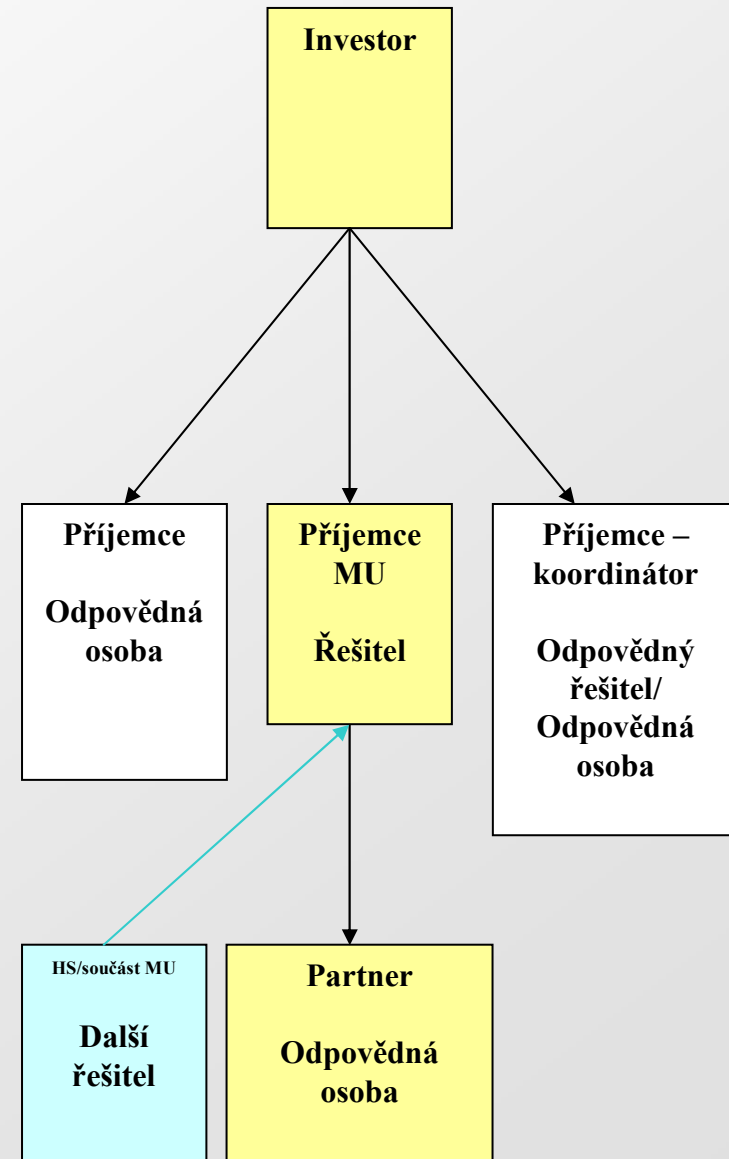 Investor
Příjemce
Odpovědná
osoba
Příjemce
MU
Řešitel
Příjemce –
koordinátor
Odpovědný
řešitel/
Odpovědná
osoba
HS/součást MU
Další
řešitel
Partner
Odpovědná
osoba